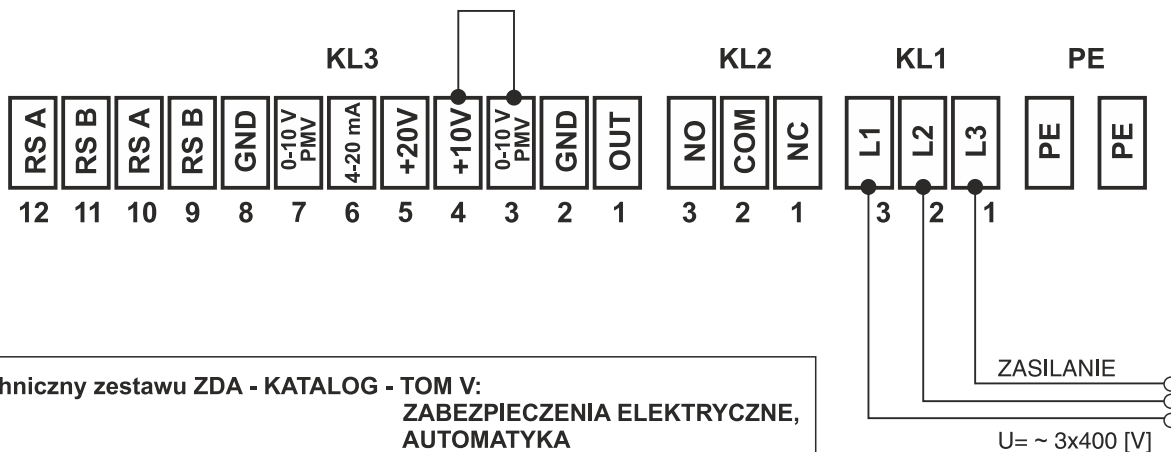 KL3 KL2 KL1 PE
RS A RS B RS A RS B GND 0-10 V PMV 4-20 mA +20V +10V 0-10 V PMV GND OUT NO COM NC L1 L2 L3 PE PE
12 11 10 9 8 7 6 5 4 3 2 1 3 2 1 3 2 1
ZASILANIE
U= ~ 3x400 [V]
hniczny zestawu ZDA - KATALOG - TOM V:
ZABEZPIECZENIA ELEKTRYCZNE,
AUTOMATYKA